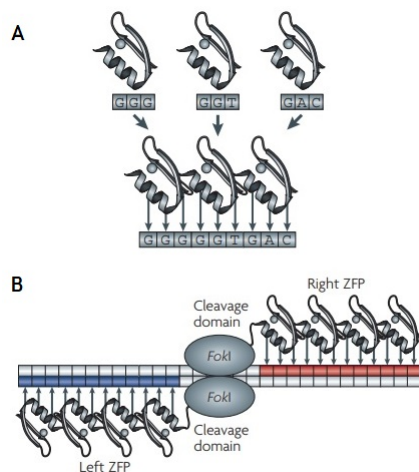 A
GGG GGT GAC
GGGGGTGAC
B
Right ZFP
Cleavage
domain
FokI
FokI
Cleavage
domain
Left ZFP